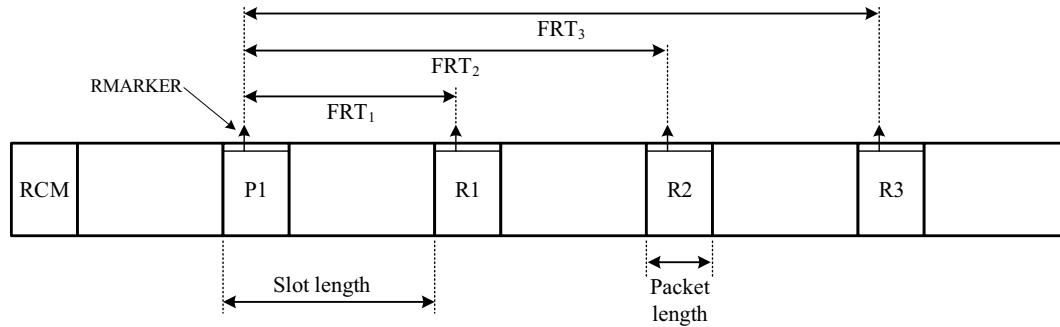 FRT₃
FRT₂
RMARKER
FRT₁
RCM
P1
R1
R2
R3
Slot length
Packet
length